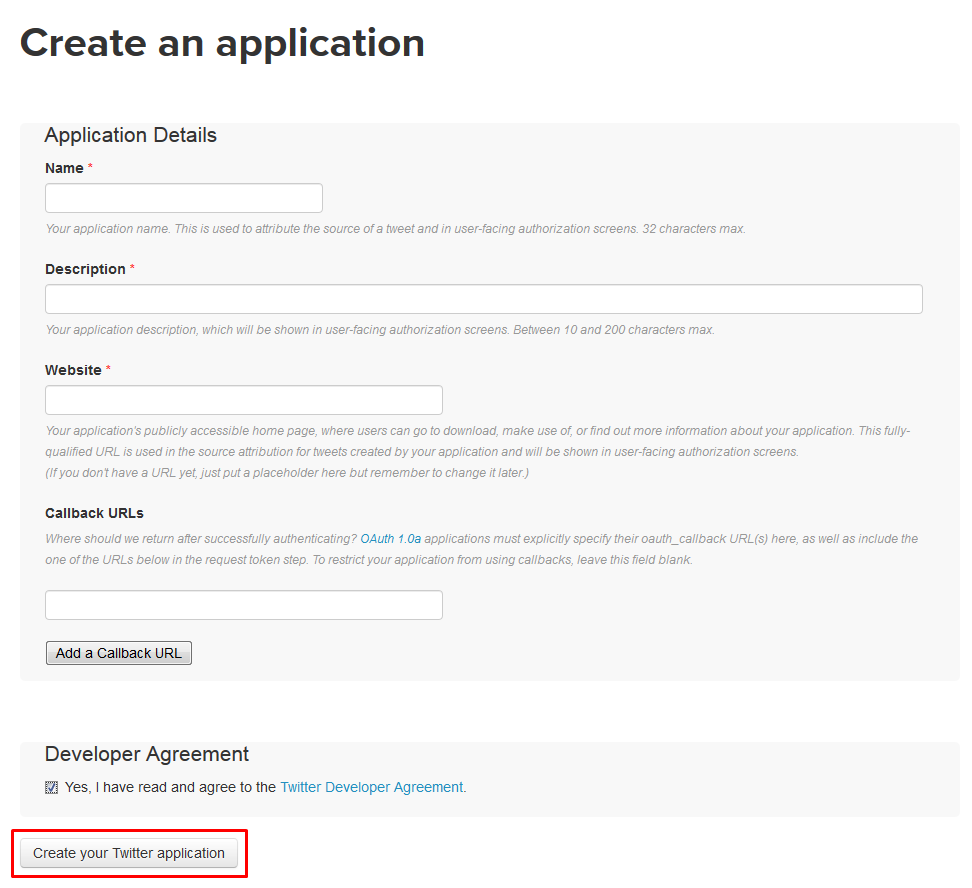 Create an application
Application Details
Name *
Your application name. This is used to attribute the source of a tweet and in user-facing authorization screens. 32 characters max.
Description *
Your application description, which will be shown in user-facing authorization screens. Between 10 and 200 characters max.
Website *
Your application's publicly accessible home page, where users can go to download, make use of, or find out more information about your application. This fully-
qualified URL is used in the source attribution for tweets created by your application and will be shown in user-facing authorization screens.
(If you don't have a URL yet, just put a placeholder here but remember to change it later.)
Callback URLs
Where should we return after successfully authenticating? OAuth 1.0a applications must explicitly specify their oauth_callback URL(s) here, as well as include the
one of the URLs below in the request token step. To restrict your application from using callbacks, leave this field blank.
Add a Callback URL
Developer Agreement
Yes, I have read and agree to the Twitter Developer Agreement.
Create your Twitter application